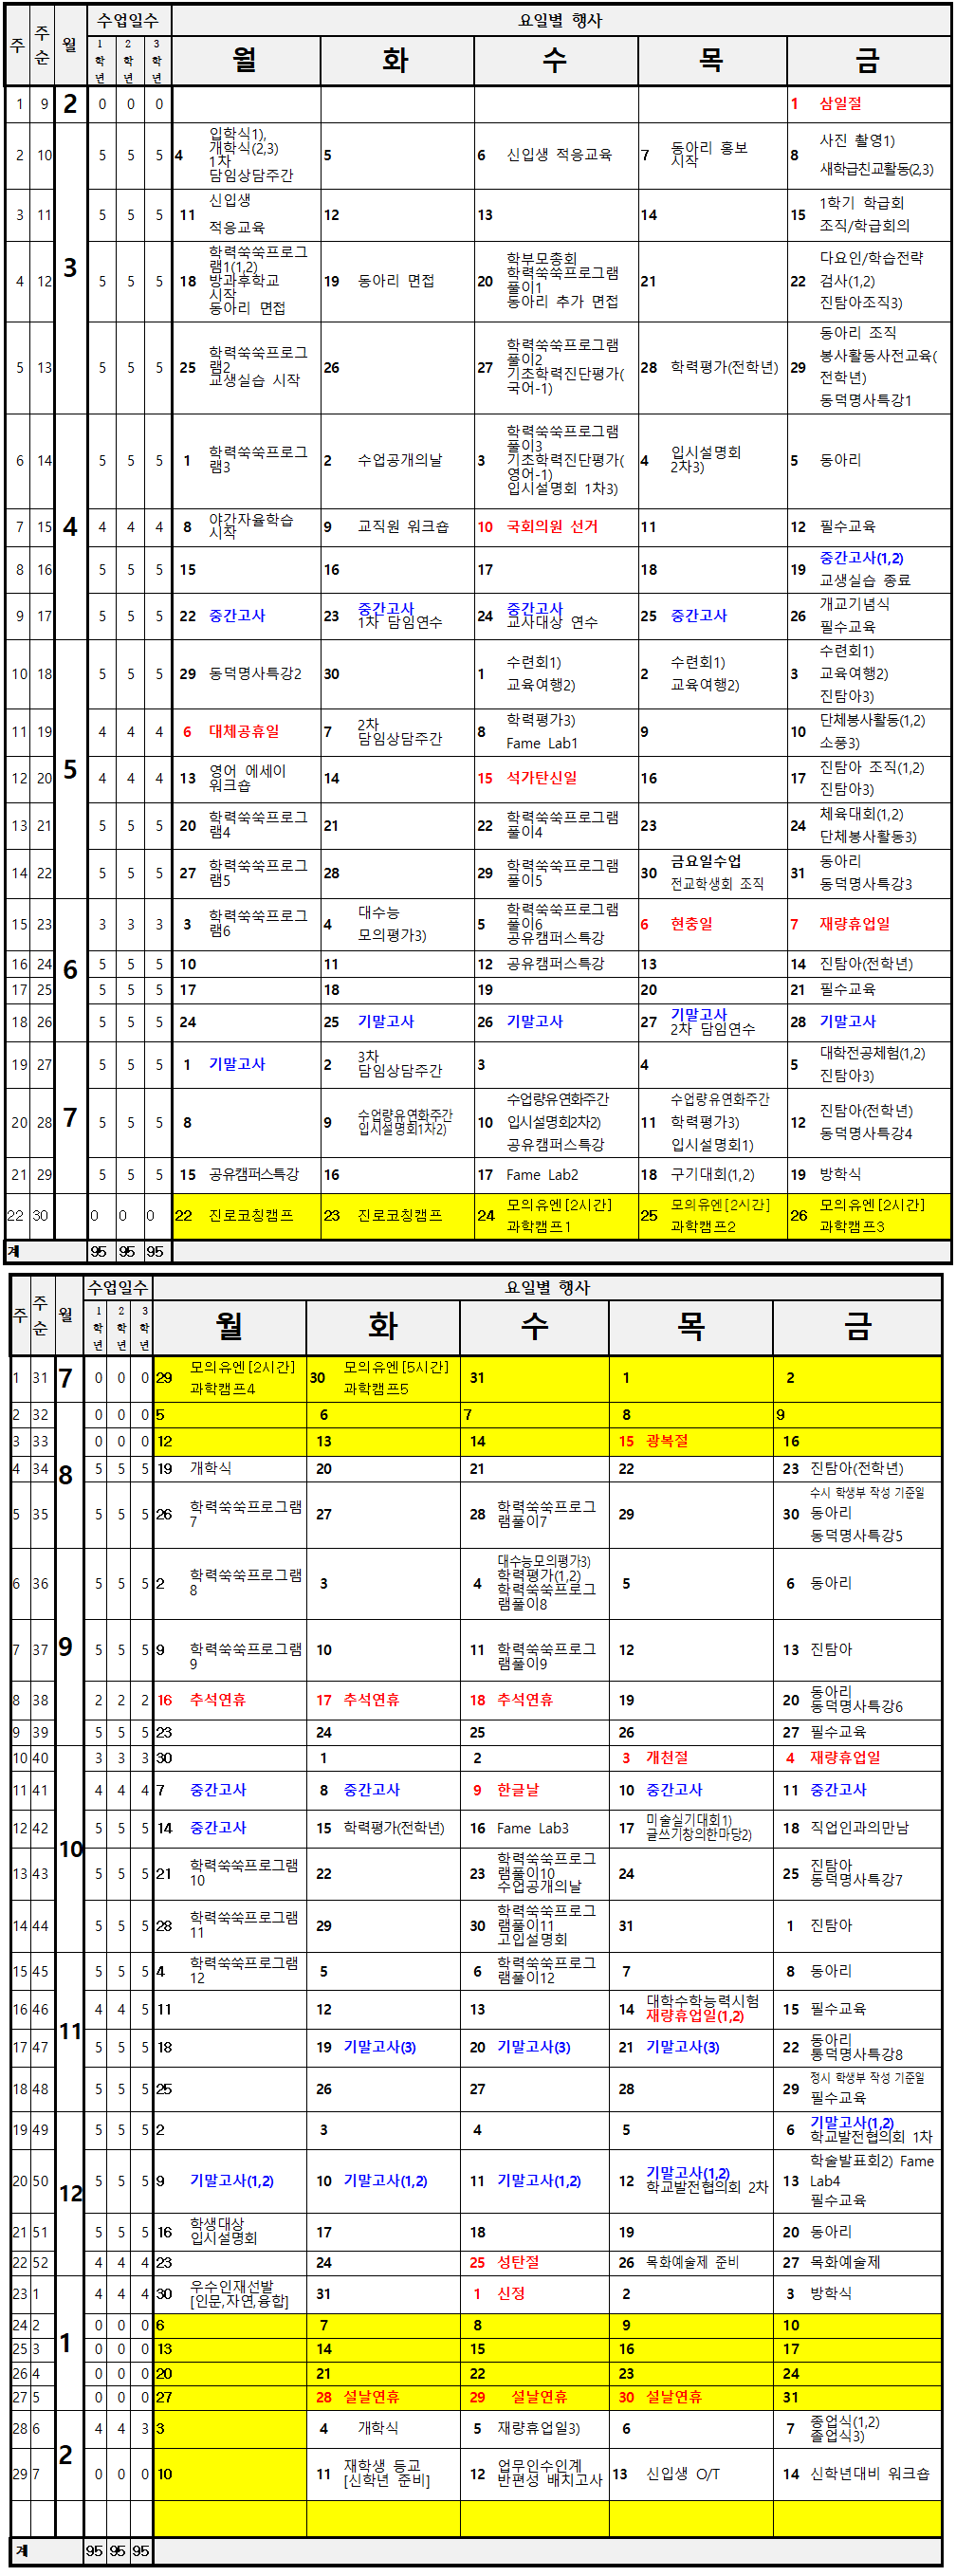 주 주순 월 수업일수 요일별 행사
1학년 2학년 3학년 월 화 수 목 금
1 9 2 0 0 0 1 삼일절
2 10 5 5 5 4 입학식1), 개학식(2,3) 1차 담임상담주간 5 6 신입생 적응교육 7 동아리 홍보 시작 8 사진 촬영1) 새학급친교활동(2,3)
3 11 5 5 5 11 신입생 적응교육 12 13 14 15 1학기 학급회 조직/학급회의
3
4 12 5 5 5 18 학력쑥쑥프로그램1(1,2) 방과후학교 시작 동아리 면접 19 동아리 면접 20 학부모총회 학력쑥쑥프로그램풀이1 동아리 추가 면접 21 22 다요인/학습전략 검사(1,2) 진탐아조직3)
5 13 5 5 5 25 학력쑥쑥프로그램2 교생실습 시작 26 27 학력쑥쑥프로그램풀이2 기초학력진단평가(국어-1) 28 학력평가(전학년) 29 동아리 조직 봉사활동사전교육(전학년) 동덕명사특강1
6 14 5 5 5 1 학력쑥쑥프로그램3 2 수업공개의날 3 학력쑥쑥프로그램풀이3 기초학력진단평가(영어-1) 입시설명회 1차3) 4 입시설명회 2차3) 5 동아리
7 15 4 4 4 4 8 야간자율학습 시작 9 교직원 워크숍 10 국회의원 선거 11 12 필수교육
8 16 5 5 5 15 16 17 18 19 중간고사(1,2) 교생실습 종료
9 17 5 5 5 22 중간고사 23 중간고사 1차 담임연수 24 중간고사 교사대상 연수 25 중간고사 26 개교기념식 필수교육
10 18 5 5 5 29 동덕명사특강2 30 1 수련회1) 교육여행2) 2 수련회1) 교육여행2) 3 수련회1) 교육여행2) 진탐아3)
11 19 4 4 4 6 대체공휴일 7 2차 담임상담주간 8 학력평가3) Fame Lab1 9 10 단체봉사활동(1,2) 소풍3)
12 20 5 4 4 4 13 영어 에세이 워크숍 14 15 석가탄신일 16 17 진탐아 조직(1,2) 진탐아3)
13 21 5 5 5 20 학력쑥쑥프로그램4 21 22 학력쑥쑥프로그램풀이4 23 24 체육대회(1,2) 단체봉사활동3)
14 22 5 5 5 27 학력쑥쑥프로그램5 28 29 학력쑥쑥프로그램풀이5 30 금요일수업 전교학생회 조직 31 동아리 동덕명사특강3
15 23 3 3 3 3 학력쑥쑥프로그램6 4 대수능 모의평가3) 5 학력쑥쑥프로그램풀이6 공유캠퍼스특강 6 현충일 7 재량휴업일
16 24 6 5 5 5 10 11 12 공유캠퍼스특강 13 14 진탐아(전학년)
17 25 5 5 5 17 18 19 20 21 필수교육
18 26 5 5 5 24 25 기말고사 26 기말고사 27 기말고사 2차 담임연수 28 기말고사
19 27 5 5 5 1 기말고사 2 3차 담임상담주간 3 4 5 대학전공체험(1,2) 진탐아3)
20 28 7 5 5 5 8 9 수업량유연화주간 입시설명회1차2) 10 수업량유연화주간 입시설명회2차2) 공유캠퍼스특강 11 수업량유연화주간 학력평가3) 입시설명회1) 12 진탐아(전학년) 동덕명사특강4
21 29 5 5 5 15 공유캠퍼스특강 16 17 Fame Lab2 18 구기대회(1,2) 19 방학식
22 30 0 0 0 22 진로코칭캠프 23 진로코칭캠프 24 모의유엔[2시간] 과학캠프1 25 모의유엔[2시간] 과학캠프2 26 모의유엔[2시간] 과학캠프3
계 95 95 95
주 주순 월 수업일수 요일별 행사
1학년 2학년 3학년 월 화 수 목 금
1 31 7 0 0 0 29 모의유엔[2시간] 과학캠프4 30 모의유엔[5시간] 과학캠프5 31 1 2
2 32 0 0 0 5 6 7 8 9
3 33 0 0 0 12 13 14 15 광복절 16
4 34 8 5 5 5 19 개학식 20 21 22 23 진탐아(전학년)
5 35 5 5 5 26 학력쑥쑥프로그램7 27 28 학력쑥쑥프로그램풀이7 29 30 수시 학생부 작성 기준일 동아리 동덕명사특강5
6 36 5 5 5 2 학력쑥쑥프로그램8 3 4 대수능모의평가3) 학력평가(1,2) 학력쑥쑥프로그램풀이8 5 6 동아리
7 37 9 5 5 5 9 학력쑥쑥프로그램9 10 11 학력쑥쑥프로그램풀이9 12 13 진탐아
8 38 2 2 2 16 추석연휴 17 추석연휴 18 추석연휴 19 20 동아리 동덕명사특강6
9 39 5 5 5 23 24 25 26 27 필수교육
10 40 3 3 3 30 1 2 3 개천절 4 재량휴업일
11 41 4 4 4 7 중간고사 8 중간고사 9 한글날 10 중간고사 11 중간고사
12 42 10 5 5 5 14 중간고사 15 학력평가(전학년) 16 Fame Lab3 17 미술실기대회1) 글쓰기창의한마당2) 18 직업인과의만남
13 43 5 5 5 21 학력쑥쑥프로그램10 22 23 학력쑥쑥프로그램풀이10 수업공개의날 24 25 진탐아 동덕명사특강7
14 44 5 5 5 28 학력쑥쑥프로그램11 29 30 학력쑥쑥프로그램풀이11 고입설명회 31 1 진탐아
15 45 5 5 5 4 학력쑥쑥프로그램12 5 6 학력쑥쑥프로그램풀이12 7 8 동아리
16 46 11 4 4 5 11 12 13 14 대학수학능력시험 재량휴업일(1,2) 15 필수교육
17 47 5 5 5 18 19 기말고사(3) 20 기말고사(3) 21 기말고사(3) 22 동아리 동덕명사특강8
18 48 5 5 5 25 26 27 28 29 정시 학생부 작성 기준일 필수교육
19 49 5 5 5 2 3 4 5 6 기말고사(1,2) 학교발전협의회 1차
20 50 12 5 5 5 9 기말고사(1,2) 10 기말고사(1,2) 11 기말고사(1,2) 12 기말고사(1,2) 학교발전협의회 2차 13 학술발표회2) Fame Lab4 필수교육
21 51 5 5 5 16 학생대상 입시설명회 17 18 19 20 동아리
22 52 4 4 4 23 24 25 성탄절 26 목화예술제 준비 27 목화예술제
23 1 4 4 4 30 우수인재선발 [인문,자연,융합] 31 1 신정 2 3 방학식
24 2 1 0 0 0 6 7 8 9 10
25 3 0 0 0 13 14 15 16 17
26 4 0 0 0 20 21 22 23 24
27 5 0 0 0 27 28 설날연휴 29 설날연휴 30 설날연휴 31
28 6 2 4 4 3 3 4 개학식 5 재량휴업일3) 6 7 종업식(1,2) 졸업식3)
29 7 0 0 0 10 11 재학생 등교 [신학년 준비] 12 업무인수인계 반편성 배치고사 13 신입생 O/T 14 신학년대비 워크숍
계 95 95 95